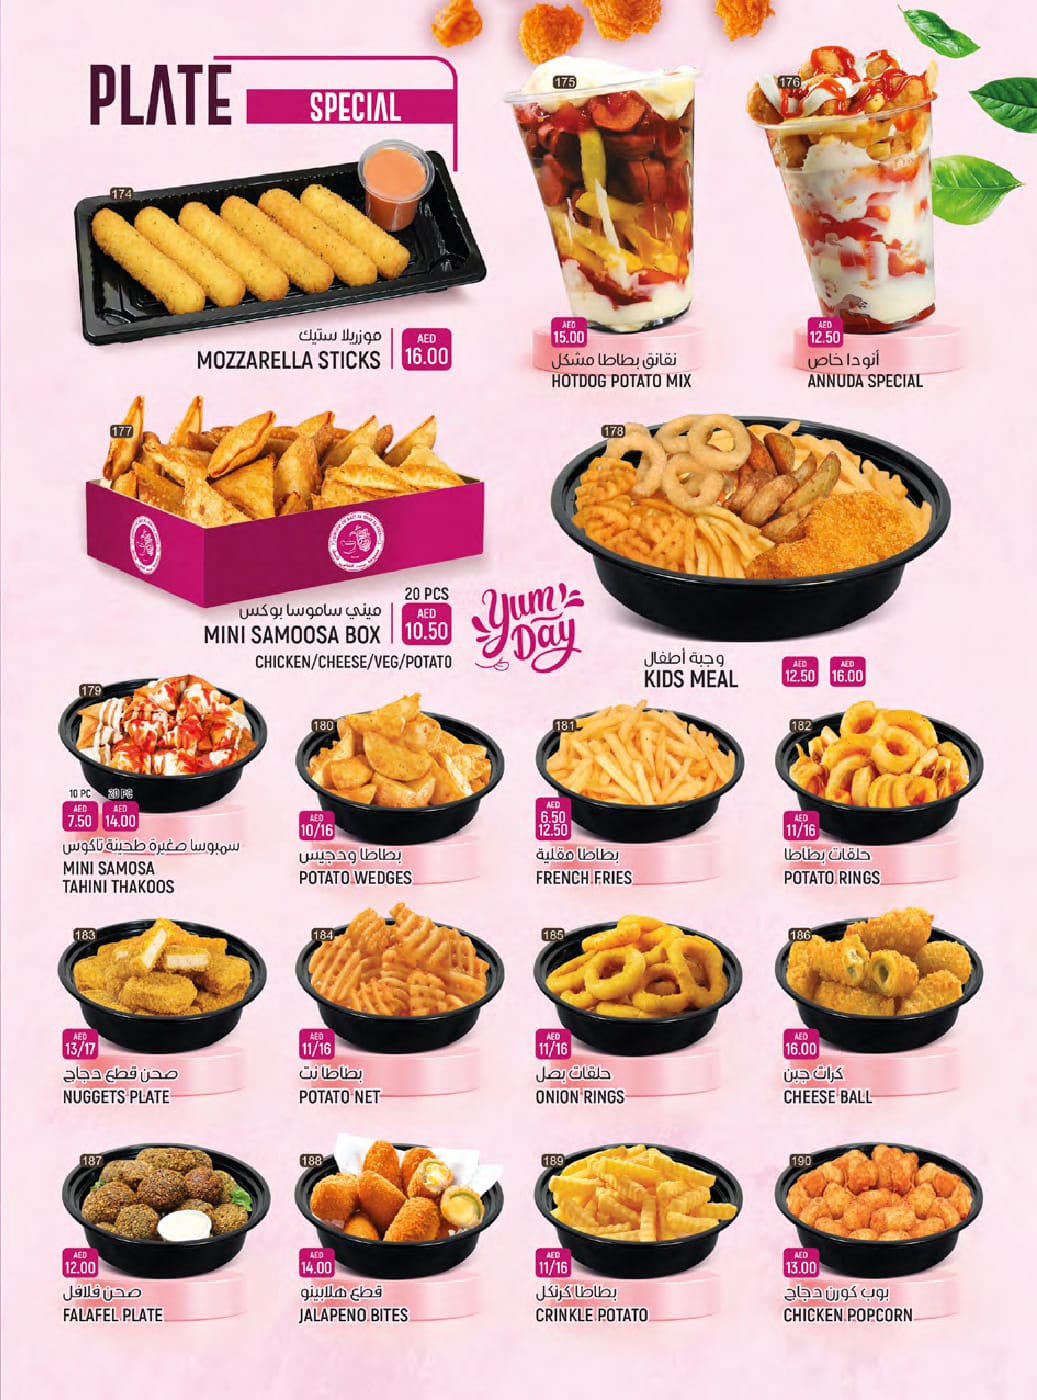 PLATE
SPECIAL
174
موزريلا ستيك
MOZZARELLA STICKS
AED
16.00
175
AED
15.00
نقانق بطاطا مشكل
HOTDOG POTATO MIX
176
AED
12.50
أنودا خاص
ANNUDA SPECIAL
177
20 PCS
ميني ساموسا بوكس
MINI SAMOOSA BOX
AED
10.50
CHICKEN/CHEESE/VEG/POTATO
Yum
Day
178
وجبة أطفال
KIDS MEAL
AED
12.50
AED
16.00
179
10 PC
20 PC
AED
7.50
AED
14.00
سمبوسا صغيرة طحينة تاكوس
MINI SAMOSA
TAHINI THAKOOS
180
AED
10/16
بطاطا ودجيس
POTATO WEDGES
181
AED
6.50
12.50
بطاطا مقلية
FRENCH FRIES
182
AED
11/16
حلقات بطاطا
POTATO RINGS
183
AED
13/17
صحن قطع دجاج
NUGGETS PLATE
184
AED
11/16
بطاطا نت
POTATO NET
185
AED
11/16
حلقات بصل
ONION RINGS
186
AED
16.00
كرات جبن
CHEESE BALL
187
AED
12.00
صحن فلافل
FALAFEL PLATE
188
AED
14.00
قطع هلابينو
JALAPENO BITES
189
AED
11/16
بطاطا كرنكل
CRINKLE POTATO
190
AED
13.00
بوب كورن دجاج
CHICKEN POPCORN